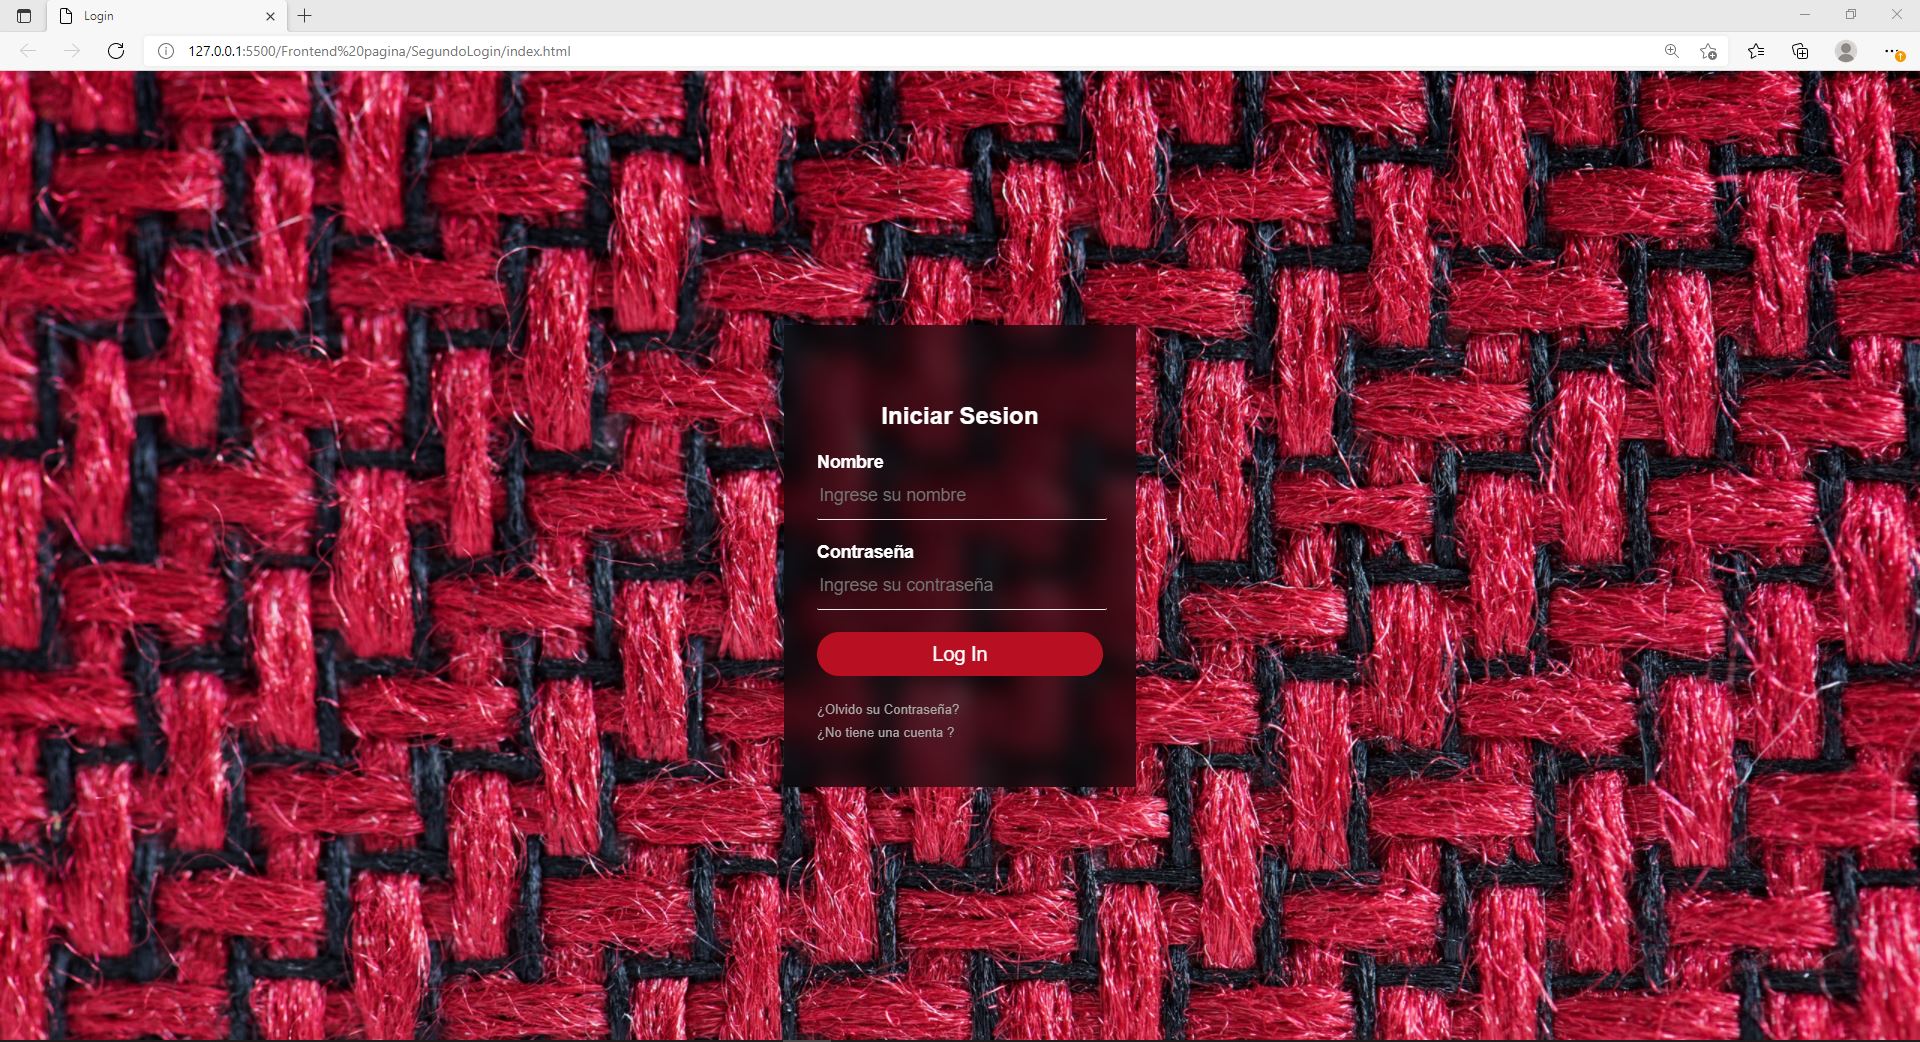 Login
127.0.0.1:5500/Frontend%20pagina/SegundoLogin/index.html
Iniciar Sesion
Nombre
Ingrese su nombre
Contraseña
Ingrese su contraseña
Log In
¿Olvido su Contraseña?
¿No tiene una cuenta ?